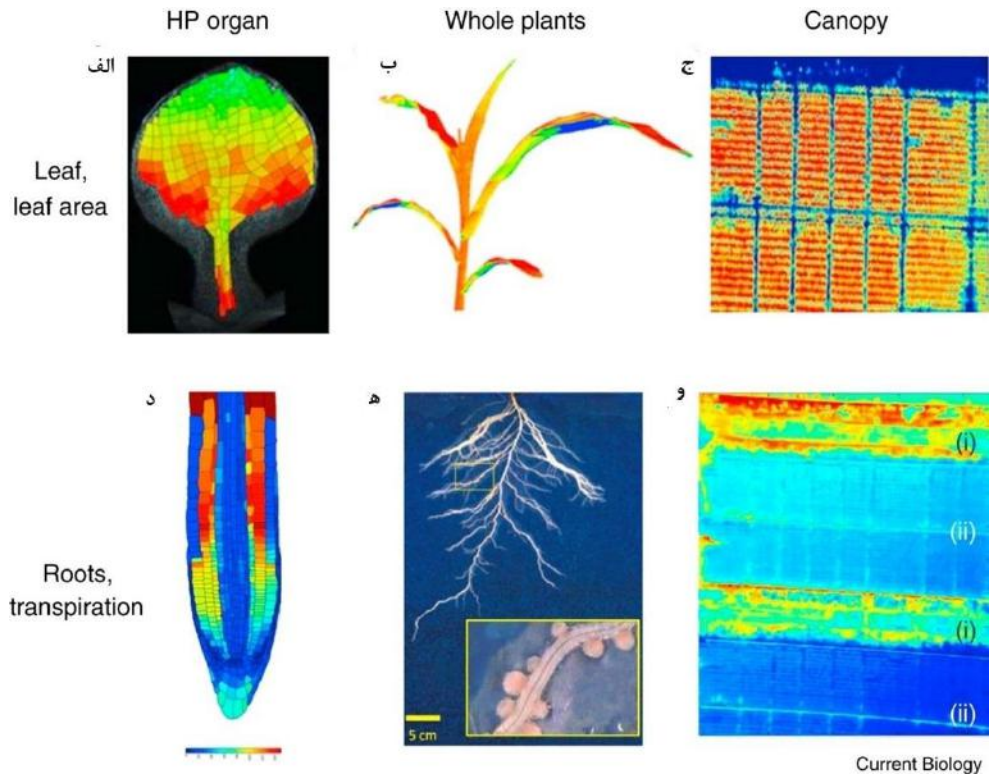 HP organ
Whole plants
Canopy
الف
ب
ج
Leaf,
leaf area
د
ه
و
Roots,
transpiration
(i)
(ii)
(i)
(ii)
5 cm
Current Biology